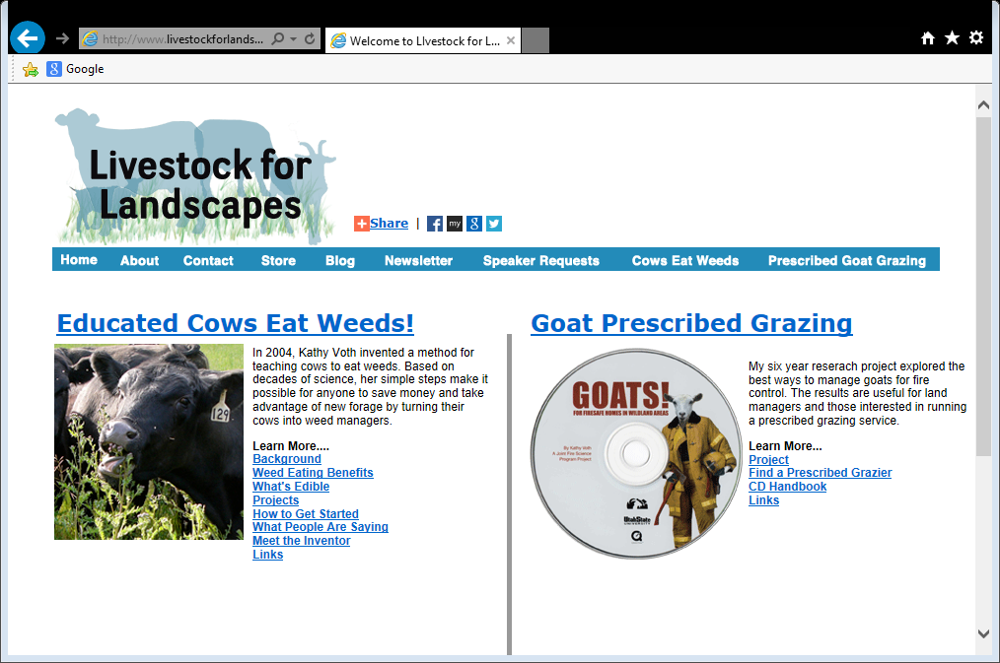 http://www.livestockforlands...
Welcome to LIvestock for L...
Google
Livestock for
Landscapes
Share |
my
Home About Contact Store Blog Newsletter Speaker Requests Cows Eat Weeds Prescribed Goat Grazing
Educated Cows Eat Weeds!
129
In 2004, Kathy Voth invented a method for
teaching cows to eat weeds. Based on
decades of science, her simple steps make it
possible for anyone to save money and take
advantage of new forage by turning their
cows into weed managers.
Learn More....
Background
Weed Eating Benefits
What's Edible
Projects
How to Get Started
What People Are Saying
Meet the Inventor
Links
Goat Prescribed Grazing
GOATS!
FOR FIRESAFE HOMES IN WILDLAND AREAS
By Kathy Voth
A Joint Fire Science
Program Project
UtahState
UNIVERSITY
My six year reserach project explored the
best ways to manage goats for fire
control. The results are useful for land
managers and those interested in running
a prescribed grazing service.
Learn More...
Project
Find a Prescribed Grazier
CD Handbook
Links